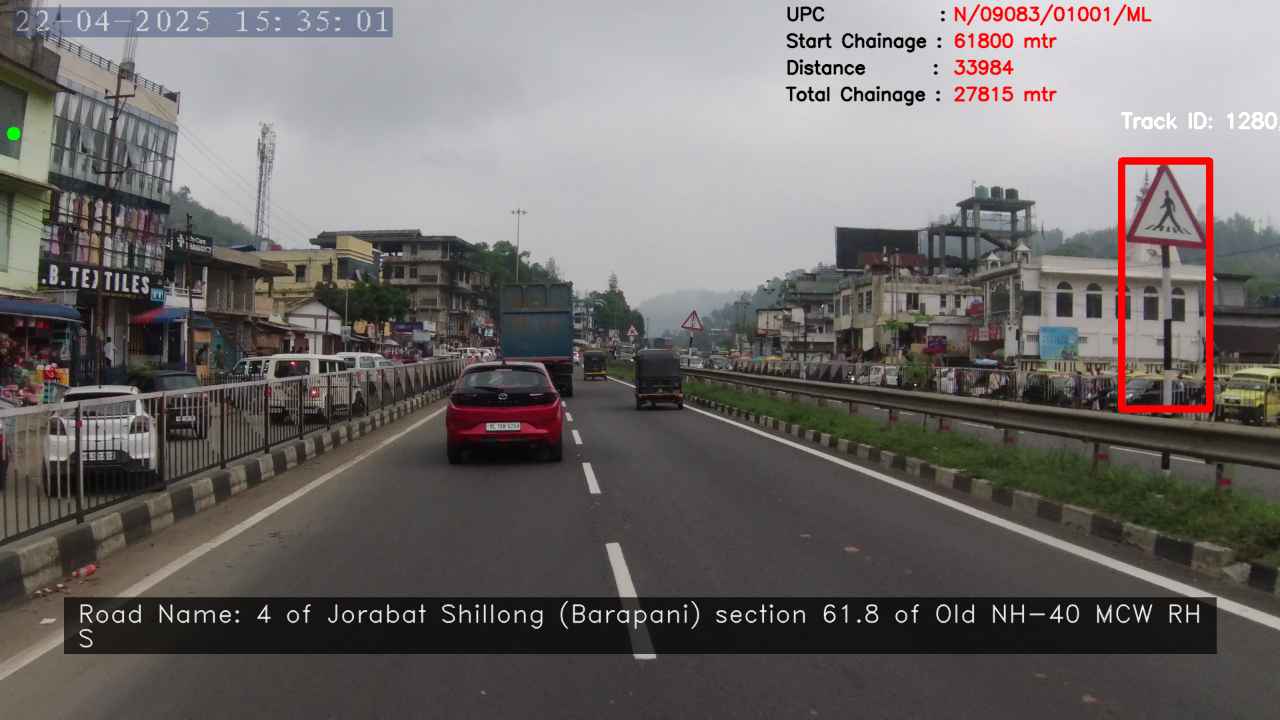 22-04-2025 15:35:01
UPC : N/09083/01001/ML
Start Chainage : 61800 mtr
Distance : 33984
Total Chainage : 27815 mtr
Track ID: 1280
.B.TEXTILES
Road Name: 4 of Jorabat Shillong (Barapani) section 61.8 of Old NH-40 MCW RH
S